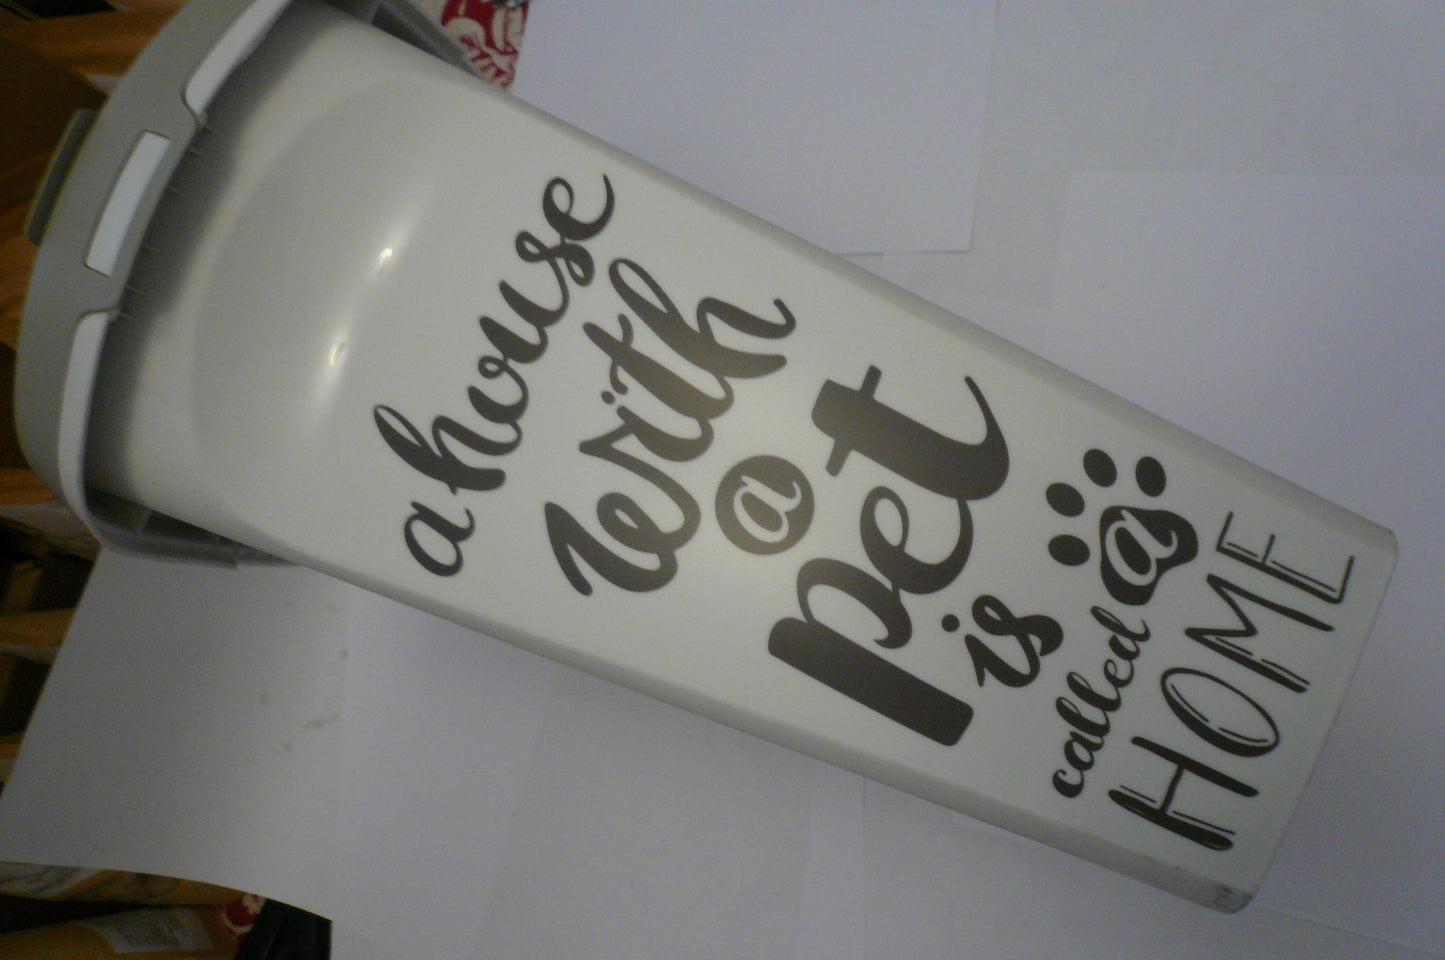 a house
with
a
pet
is
called a
HOME